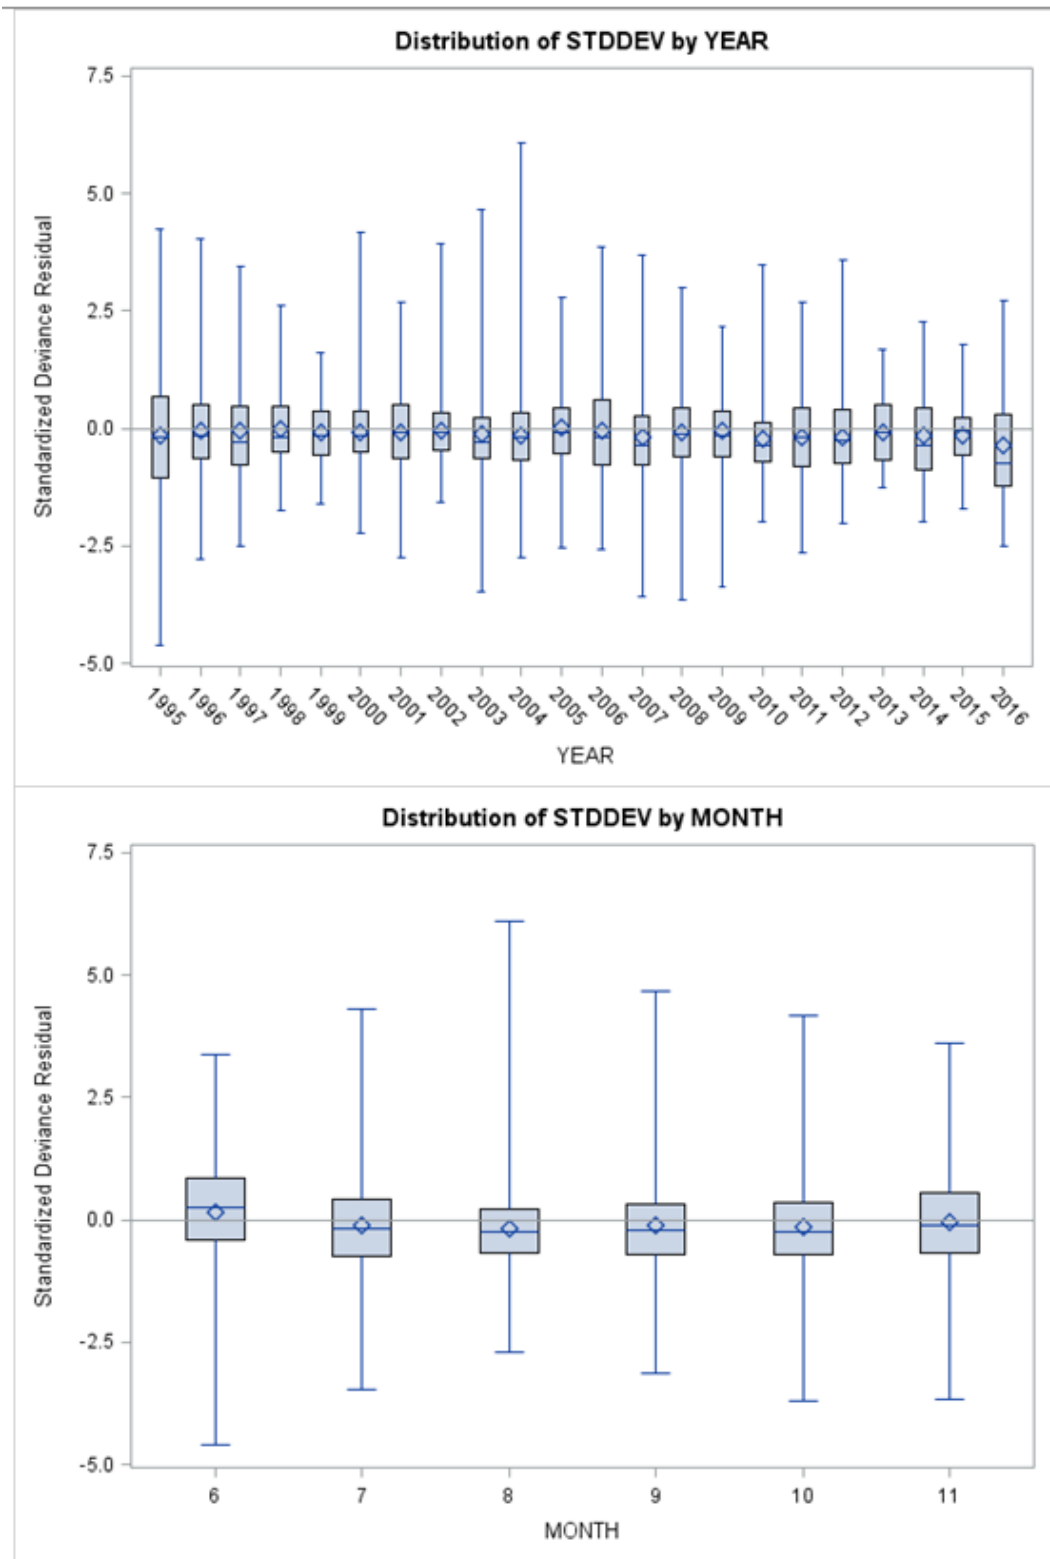 Distribution of STDDEV by YEAR
Standardized Deviance Residual
7.5
5.0
2.5
0.0
-2.5
-5.0
1995 1996 1997 1998 1999 2000 2001 2002 2003 2004 2005 2006 2007 2008 2009 2010 2011 2012 2013 2014 2015 2016
YEAR
Distribution of STDDEV by MONTH
Standardized Deviance Residual
7.5
5.0
2.5
0.0
-2.5
-5.0
6 7 8 9 10 11
MONTH